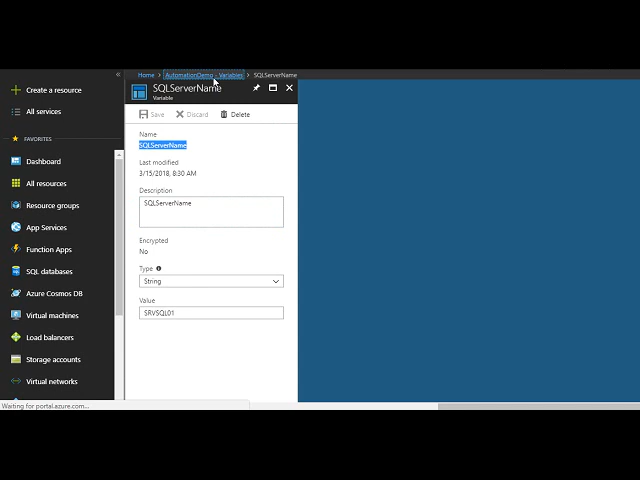 Home > AutomationDemo - Variables > SQLServerName
«
Create a resource
All services
FAVORITES
Dashboard
All resources
Resource groups
App Services
Function Apps
SQL databases
Azure Cosmos DB
Virtual machines
Load balancers
Storage accounts
Virtual networks
SQLServerName
Variable
Save Discard Delete
Name
SQLServerName
Last modified
3/15/2018, 8:30 AM
Description
SQLServerName
Encrypted
No
Type
String
Value
SRVSQL01
Waiting for portal.azure.com...